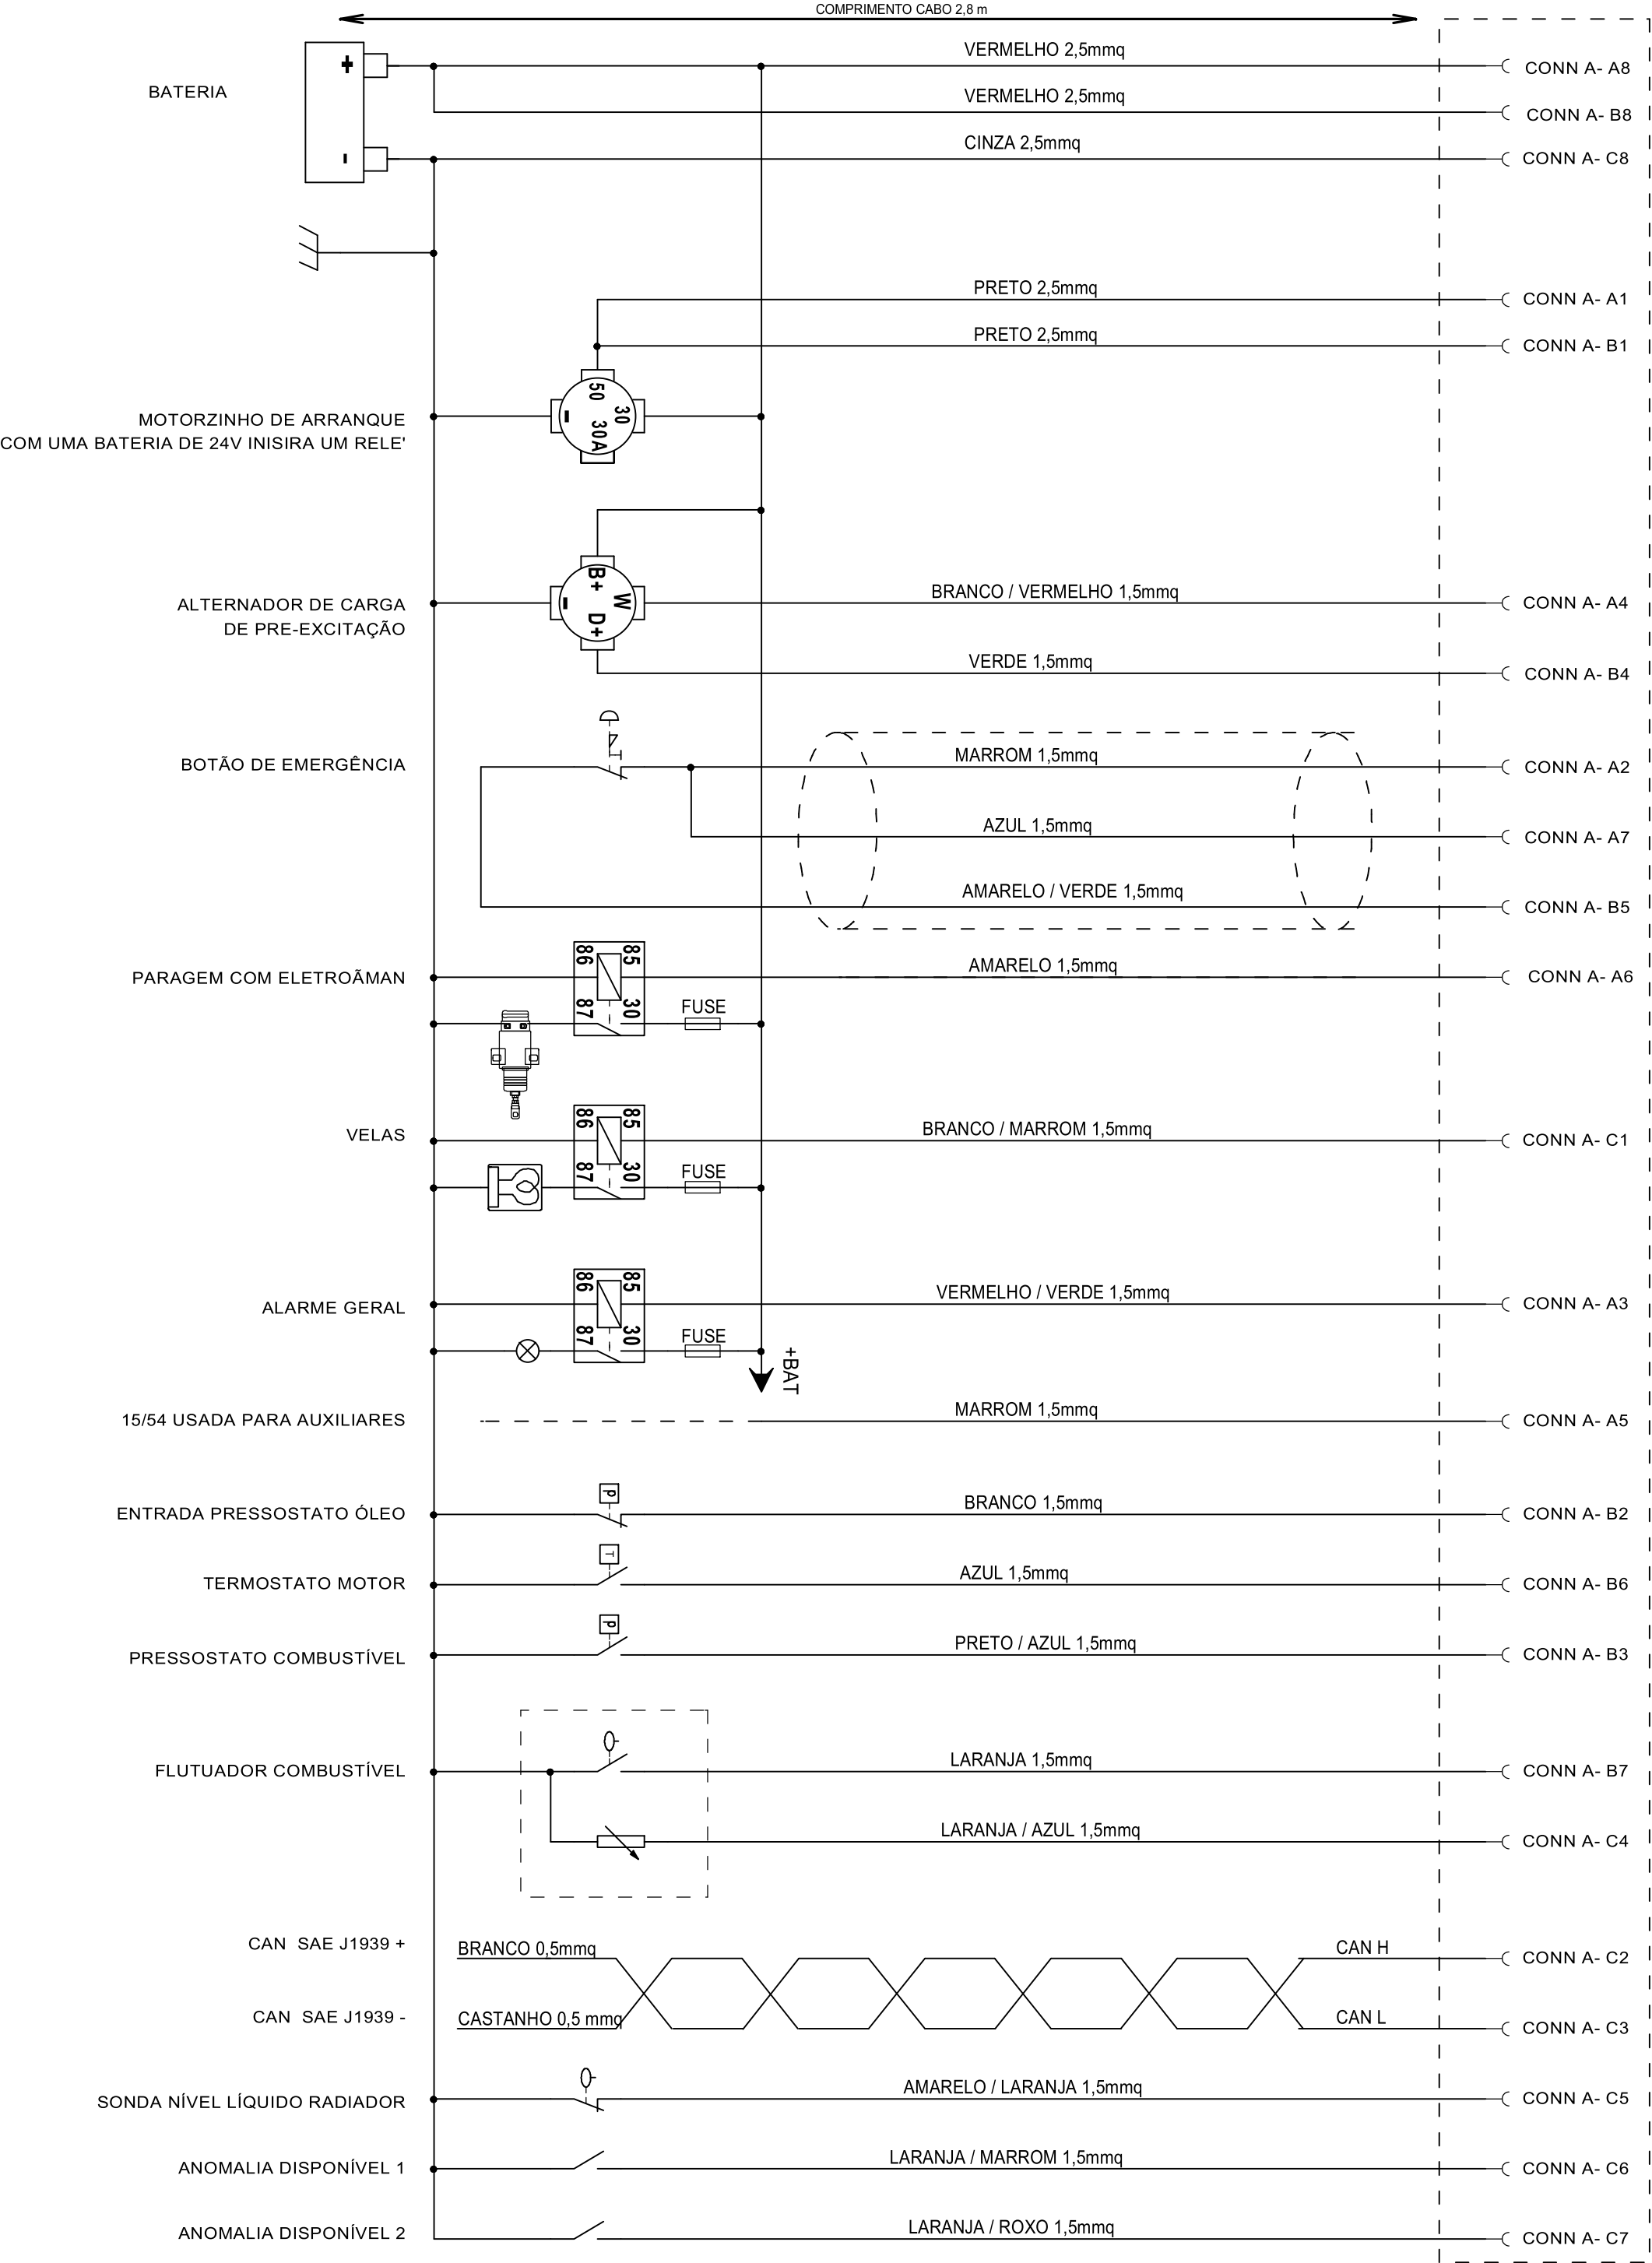 COMPRIMENTO CABO 2,8 m
VERMELHO 2,5mmq
CONN A- A8
BATERIA
+
VERMELHO 2,5mmq
CONN A- B8
-
CINZA 2,5mmq
CONN A- C8
PRETO 2,5mmq
CONN A- A1
PRETO 2,5mmq
CONN A- B1
MOTORZINHO DE ARRANQUE
COM UMA BATERIA DE 24V INISIRA UM RELE'
50
30
-
30A
ALTERNADOR DE CARGA
DE PRE-EXCITAÇÃO
B+
W
-
D+
BRANCO / VERMELHO 1,5mmq
CONN A- A4
VERDE 1,5mmq
CONN A- B4
BOTÃO DE EMERGÊNCIA
MARROM 1,5mmq
CONN A- A2
AZUL 1,5mmq
CONN A- A7
AMARELO / VERDE 1,5mmq
CONN A- B5
PARAGEM COM ELETROÃMAN
86
85
87
30
FUSE
AMARELO 1,5mmq
CONN A- A6
VELAS
86
85
87
30
FUSE
BRANCO / MARROM 1,5mmq
CONN A- C1
ALARME GERAL
86
85
87
30
FUSE
VERMELHO / VERDE 1,5mmq
CONN A- A3
+BAT
15/54 USADA PARA AUXILIARES
MARROM 1,5mmq
CONN A- A5
ENTRADA PRESSOSTATO ÓLEO
P
BRANCO 1,5mmq
CONN A- B2
TERMOSTATO MOTOR
T
AZUL 1,5mmq
CONN A- B6
PRESSOSTATO COMBUSTÍVEL
P
PRETO / AZUL 1,5mmq
CONN A- B3
FLUTUADOR COMBUSTÍVEL
LARANJA 1,5mmq
CONN A- B7
LARANJA / AZUL 1,5mmq
CONN A- C4
CAN SAE J1939 +
BRANCO 0,5mmq
CAN H
CONN A- C2
CAN SAE J1939 -
CASTANHO 0,5 mmq
CAN L
CONN A- C3
SONDA NÍVEL LÍQUIDO RADIADOR
AMARELO / LARANJA 1,5mmq
CONN A- C5
ANOMALIA DISPONÍVEL 1
LARANJA / MARROM 1,5mmq
CONN A- C6
ANOMALIA DISPONÍVEL 2
LARANJA / ROXO 1,5mmq
CONN A- C7